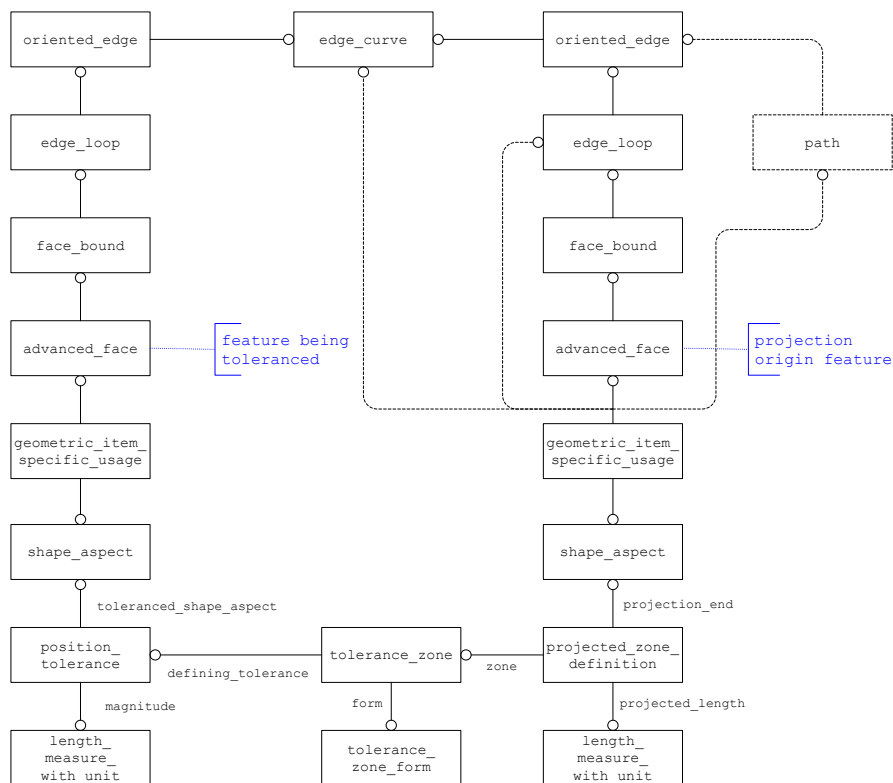 oriented_edge
edge_curve
oriented_edge
edge_loop
edge_loop
path
face_bound
face_bound
advanced_face
feature being
toleranced
advanced_face
projection
origin feature
geometric_item_
specific_usage
geometric_item_
specific_usage
shape_aspect
shape_aspect
toleranced_shape_aspect
projection_end
position_
tolerance
defining_tolerance
tolerance_zone
zone
projected_zone_
definition
magnitude
form
projected_length
length_
measure_
with unit
tolerance_
zone_form
length_
measure_
with unit